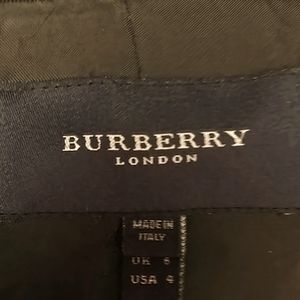 BURBERRY
LONDON
MADE IN
ITALY
UK 6
USA 4